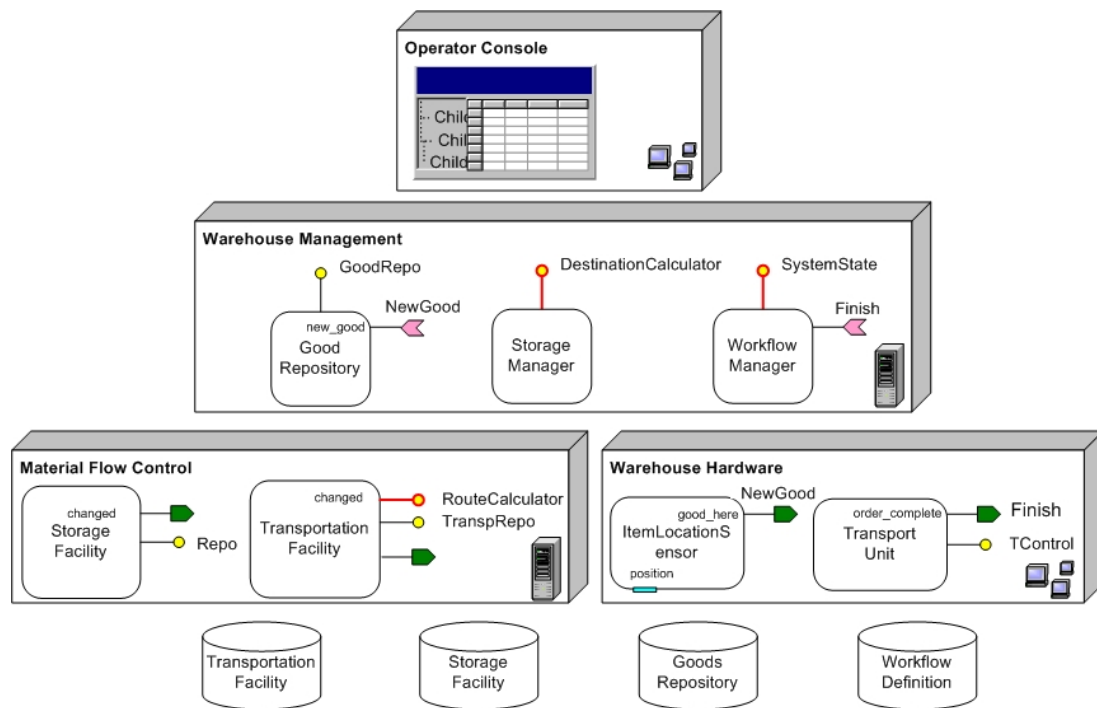 Operator Console
Child
Chil
Child
Warehouse Management
GoodRepo
DestinationCalculator
SystemState
NewGood
Finish
new_good
Good
Repository
Storage
Manager
Workflow
Manager
Material Flow Control
changed
Storage
Facility
Repo
changed
Transportation
Facility
RouteCalculator
TranspRepo
Warehouse Hardware
NewGood
good_here
ItemLocationS
ensor
position
order_complete
Transport
Unit
Finish
TControl
Transportation
Facility
Storage
Facility
Goods
Repository
Workflow
Definition